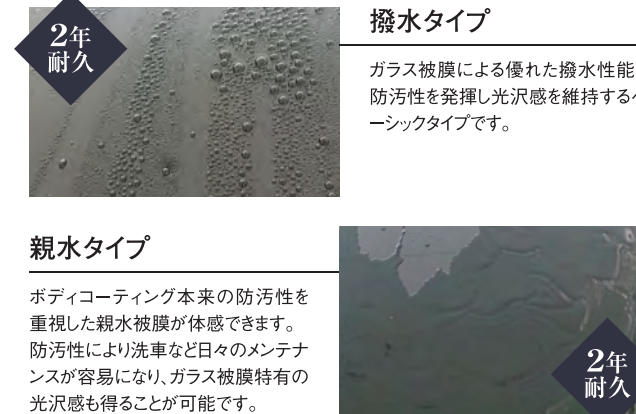 2年
耐久
撥水タイプ
ガラス被膜による優れた撥水性能
防汚性を発揮し光沢感を維持する
ーシックタイプです。
親水タイプ
ボディコーティング本来の防汚性を
重視した親水被膜が体感できます。
防汚性により洗車など日々のメンテナ
ンスが容易になり、ガラス被膜特有の
光沢感も得ることが可能です。
2年
耐久